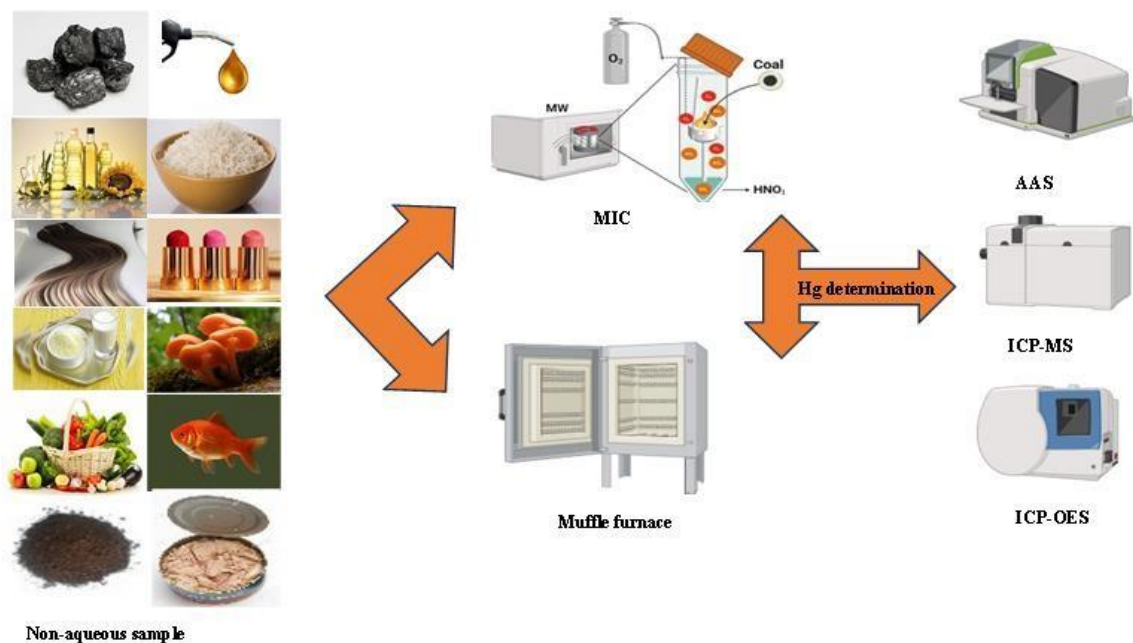 O2
Coal
MW
HNO3
MIC
AAS
Hg determination
ICP-MS
Muffle furnace
ICP-OES
Non-aqueous sample